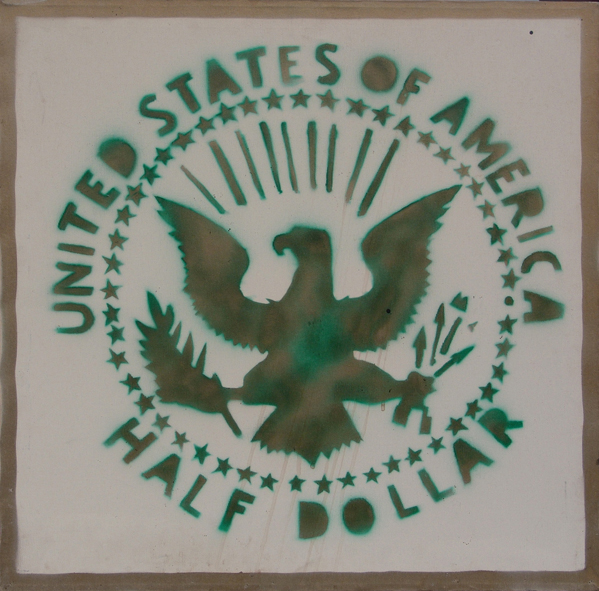 UNITED STATES OF AMERICA
HALF DOLLAR